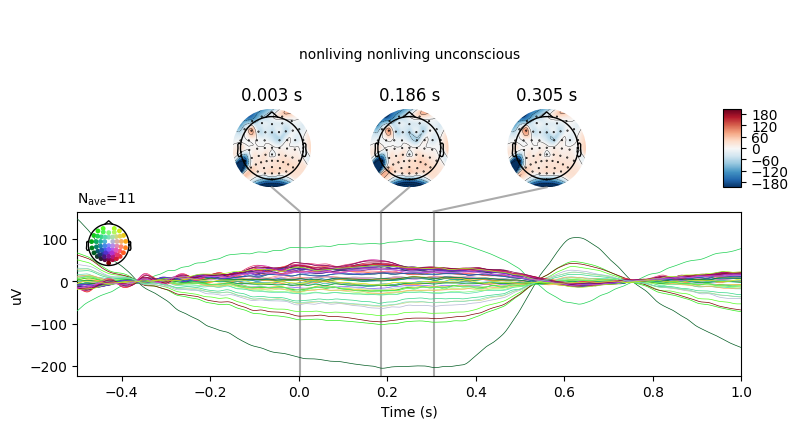 nonliving nonliving unconscious
0.003 s 0.186 s 0.305 s
180
120
60
0
−60
−120
−180
Nave=11
100
0
−100
−200
uV
−0.4 −0.2 0.0 0.2 0.4 0.6 0.8 1.0
Time (s)